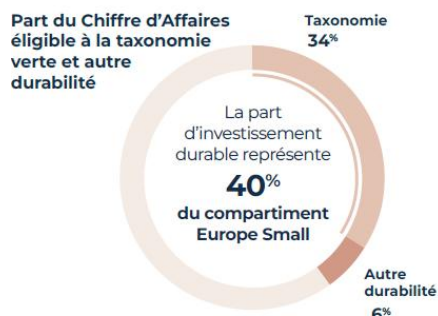 Part du Chiffre d’Affaires
éligible à la taxonomie
verte et autre
durabilité
Taxonomie
34%
La part
d’investissement
durable représente
40%
du compartiment
Europe Small
Autre
durabilité
6%